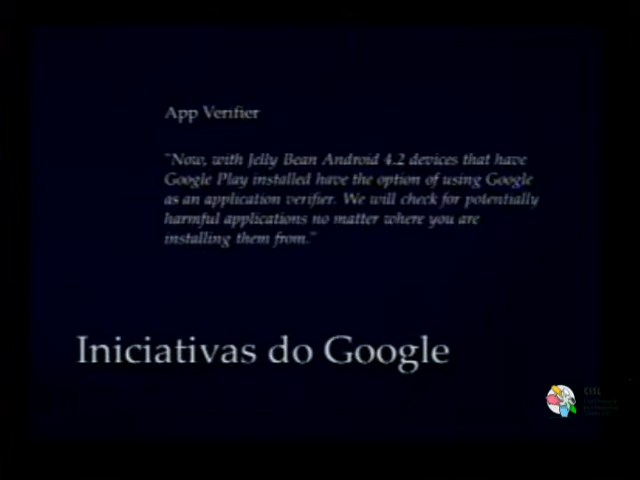 App Verifier
"Now, with Jelly Bean Android 4.2 devices that have
Google Play installed have the option of using Google
as an application verifier. We will check for potentially
harmful applications no matter where you are
installing them from."
Iniciativas do Google
CISL